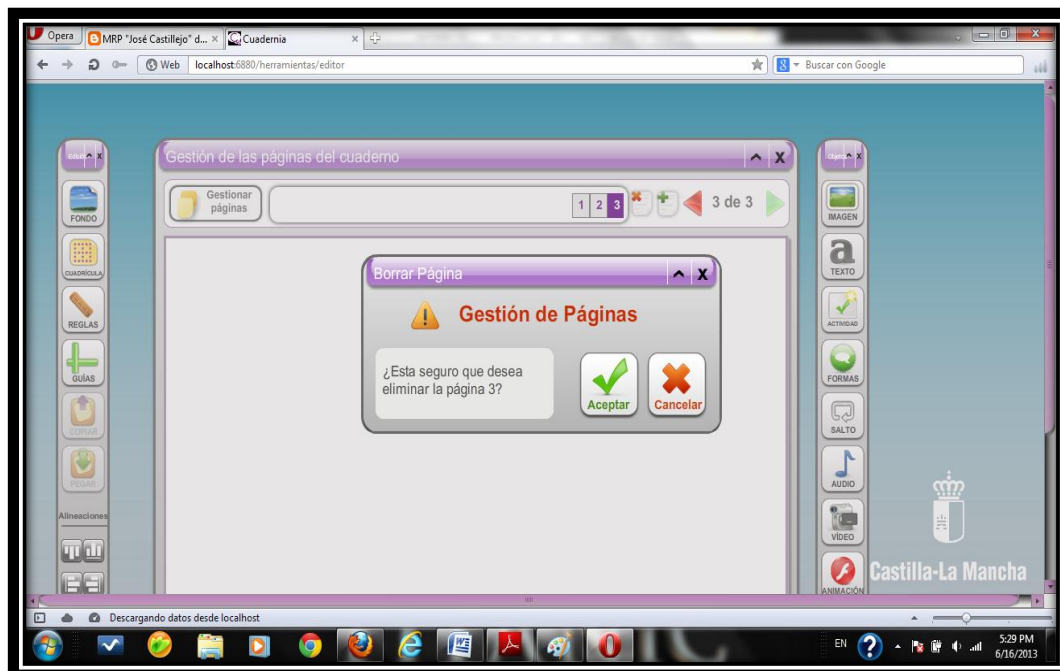 Opera
MRP "José Castillejo" d...
Cuadernia
Web
localhost:6880/herramientas/editor
Buscar con Google
Gestión de las páginas del cuaderno
Gestionar
páginas
1 2 3
3 de 3
FONDO
CUADRÍCULA
REGLAS
GUÍAS
COPIAR
PEGAR
Alineaciones
Borrar Página
Gestión de Páginas
¿Esta seguro que desea
eliminar la página 3?
Aceptar
Cancelar
IMAGEN
a
TEXTO
ACTIVIDAD
FORMAS
SALTO
AUDIO
VÍDEO
ANIMACIÓN
Castilla-La Mancha
Descargando datos desde localhost
EN
5:29 PM
6/16/2013